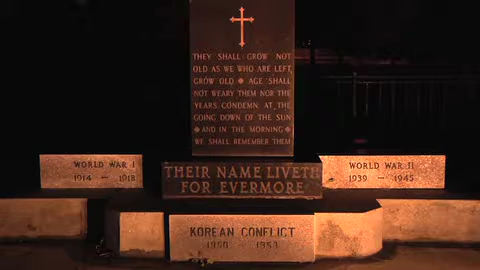 THEY SHALL GROW NOT
OLD AS WE WHO ARE LEFT
GROW OLD ◆ AGE SHALL
NOT WEARY THEM NOR THE
YEARS CONDEMN. AT THE
GOING DOWN OF THE SUN
◆ AND IN THE MORNING ◆
WE SHALL REMEMBER THEM
THEIR NAME LIVETH
FOR EVERMORE
WORLD WAR I
1914 — 1918
WORLD WAR II
1939 — 1945
KOREAN CONFLICT
1950 — 1953